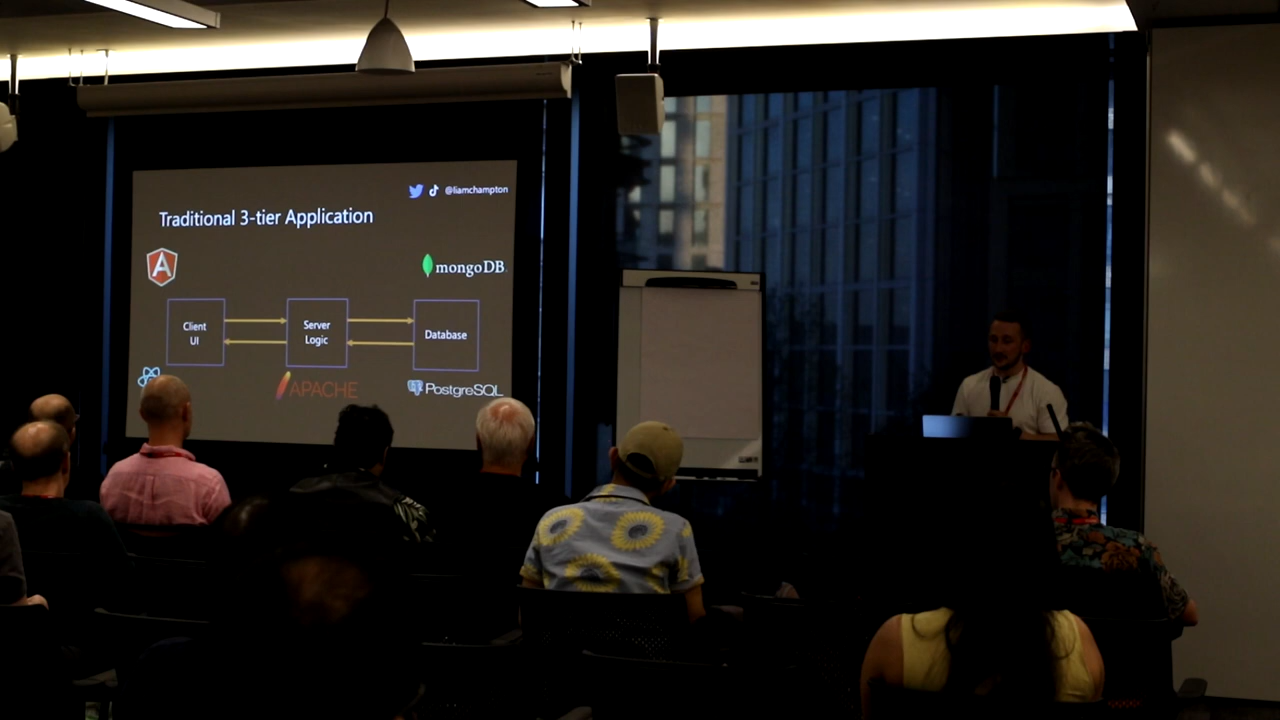 @liamchampton
Traditional 3-tier Application
mongoDB.
Client
UI
Server
Logic
Database
APACHE
PostgreSQL